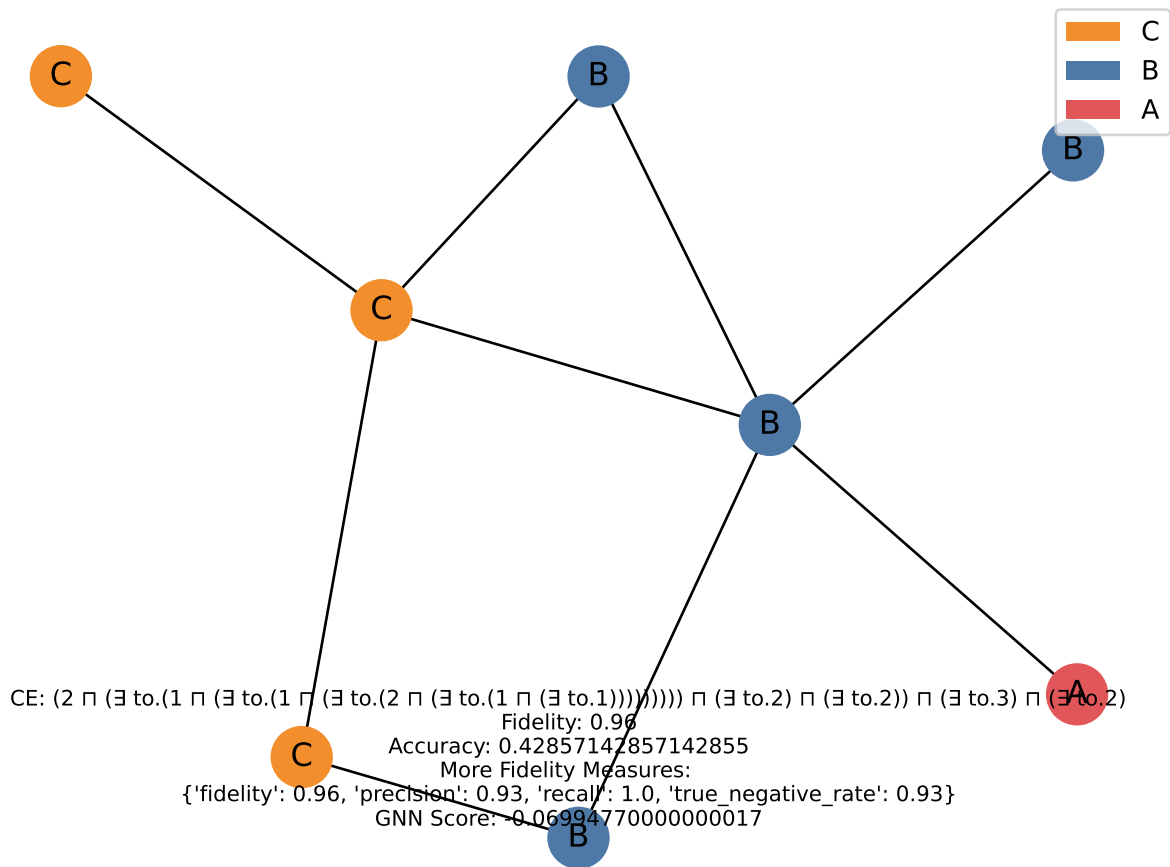 C
B
A
C
B
B
C
B
CE: (2 ⊓ (∃ to.(1 ⊓ (∃ to.(1 ⊓ (∃ to.(2 ⊓ (∃ to.(1 ⊓ (∃ to.1))))))))) ⊓ (∃ to.2) ⊓ (∃ to.2)) ⊓ (∃ to.3) ⊓ (∃ to.2)
A
Fidelity: 0.96
Accuracy: 0.42857142857142855
C
More Fidelity Measures:
{'fidelity': 0.96, 'precision': 0.93, 'recall': 1.0, 'true_negative_rate': 0.93}
GNN Score: -0.06994770000000017
B